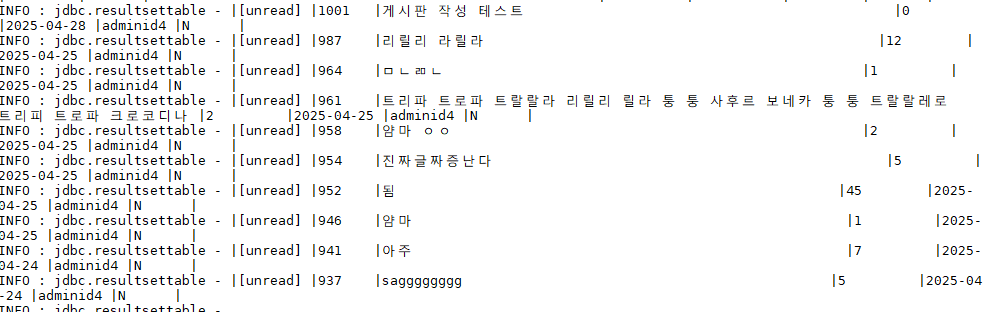 INFO : jdbc.resultsettable - |[unread] |1001 |게시판 작성 테스트 |0
|2025-04-28 |adminid4 |N |
INFO : jdbc.resultsettable - |[unread] |987 |리릴리 라릴라 |12 |
2025-04-25 |adminid4 |N |
INFO : jdbc.resultsettable - |[unread] |964 |ㅁㄴㄻㄴ |1 |
2025-04-25 |adminid4 |N |
INFO : jdbc.resultsettable - |[unread] |961 |트리파 트로파 트랄랄라 리릴리 릴라 퉁 퉁 사후르 보네카 퉁 퉁 트랄랄레로
트리피 트로파 크로코디나 |2 |2025-04-25 |adminid4 |N |
INFO : jdbc.resultsettable - |[unread] |958 |얌마 ㅇㅇ |2 |
2025-04-25 |adminid4 |N |
INFO : jdbc.resultsettable - |[unread] |954 |진짜글짜증난다 |5 |
2025-04-25 |adminid4 |N |
INFO : jdbc.resultsettable - |[unread] |952 |됨 |45 |2025-
04-25 |adminid4 |N |
INFO : jdbc.resultsettable - |[unread] |946 |얌마 |1 |2025-
04-25 |adminid4 |N |
INFO : jdbc.resultsettable - |[unread] |941 |아주 |7 |2025-
04-24 |adminid4 |N |
INFO : jdbc.resultsettable - |[unread] |937 |saggggggggg |5 |2025-04
-24 |adminid4 |N |
INFO : jdbc.resultsettable -